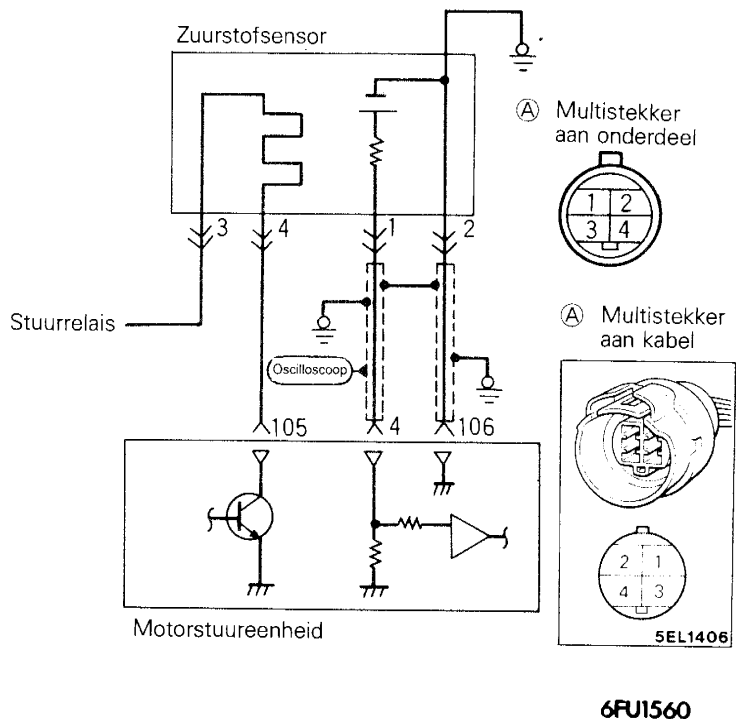 Zuurstofsensor
Ⓐ Multistekker
aan onderdeel
1 2
3 4
3 4 1 2
Stuurrelais
Ⓐ Multistekker
aan kabel
Oscilloscoop
105 4 106
2 1
4 3
5EL1406
Motorstuureenheid
6FU1560